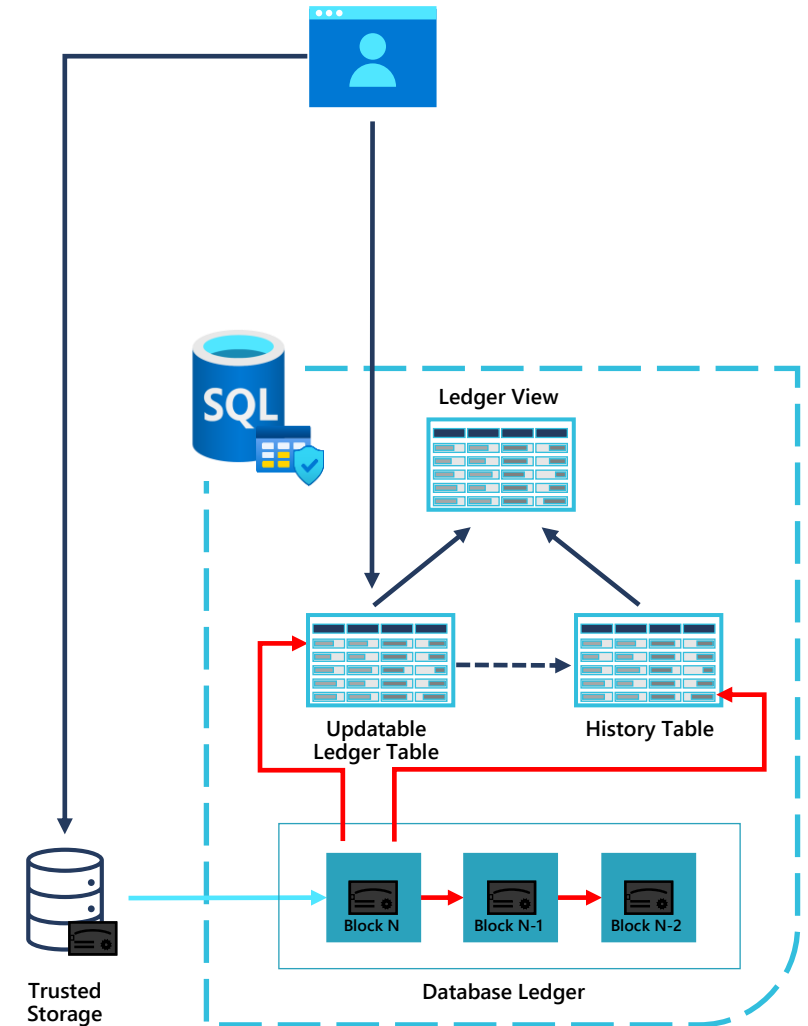 SQL
Ledger View
Updatable
Ledger Table
History Table
Block N
Block N-1
Block N-2
Database Ledger
Trusted
Storage